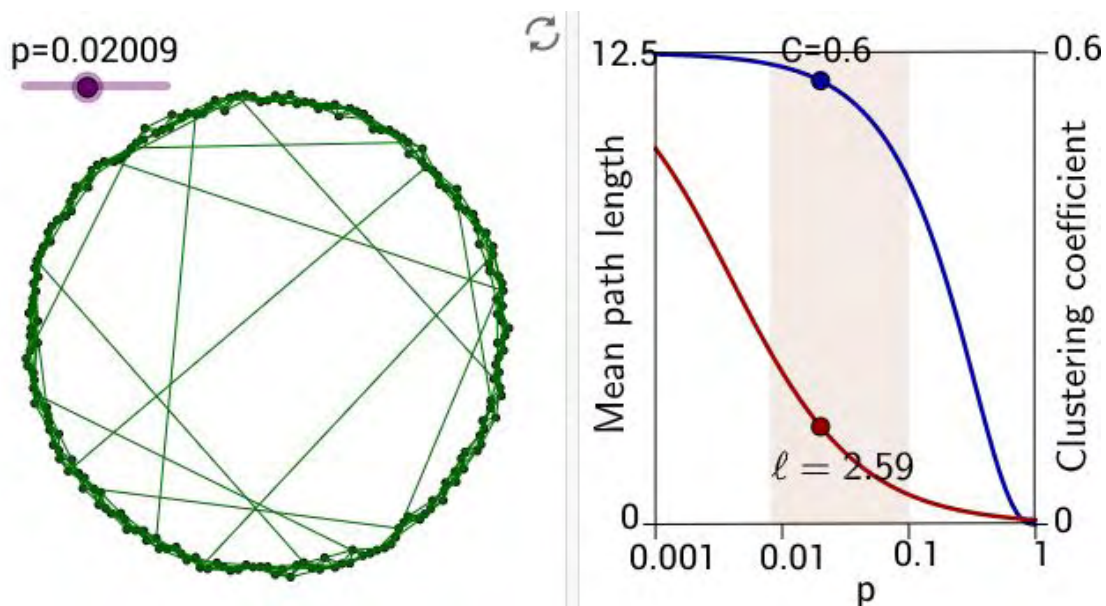 p=0.02009
12.5
C=0.6
0.6
Mean path length
Clustering coefficient
ℓ = 2.59
0
0
0.001
0.01
0.1
1
p